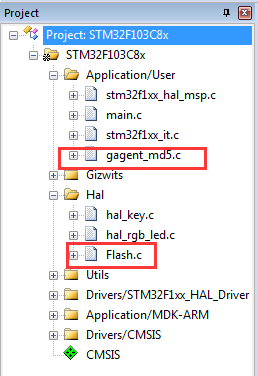 Project
Project: STM32F103C8x
STM32F103C8x
Application/User
stm32f1xx_hal_msp.c
main.c
stm32f1xx_it.c
gagent_md5.c
Gizwits
Hal
hal_key.c
hal_rgb_led.c
Flash.c
Utils
Drivers/STM32F1xx_HAL_Driver
Application/MDK-ARM
Drivers/CMSIS
CMSIS